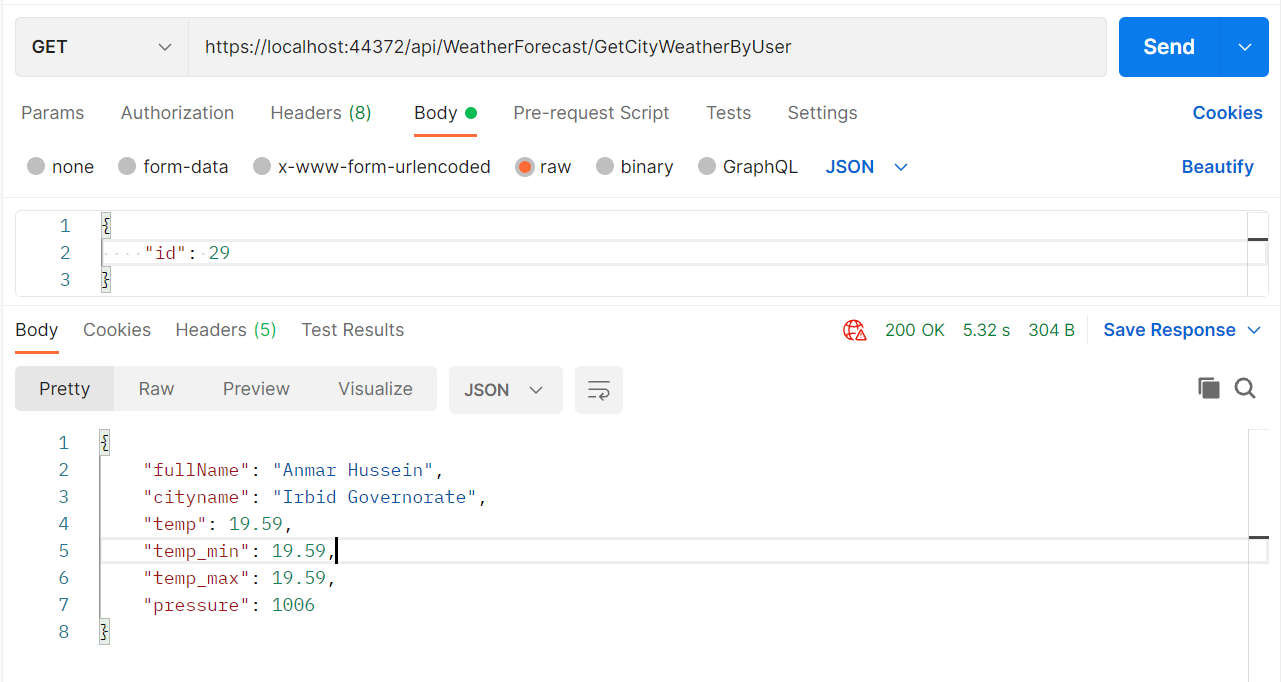 GET https://localhost:44372/api/WeatherForecast/GetCityWeatherByUser Send
Params Authorization Headers (8) Body Pre-request Script Tests Settings Cookies
none form-data x-www-form-urlencoded raw binary GraphQL JSON Beautify
1 {
2 "id": 29
3 }
Body Cookies Headers (5) Test Results 200 OK 5.32 s 304 B Save Response
Pretty Raw Preview Visualize JSON
1 {
2 "fullName": "Anmar Hussein",
3 "cityname": "Irbid Governorate",
4 "temp": 19.59,
5 "temp_min": 19.59,
6 "temp_max": 19.59,
7 "pressure": 1006
8 }